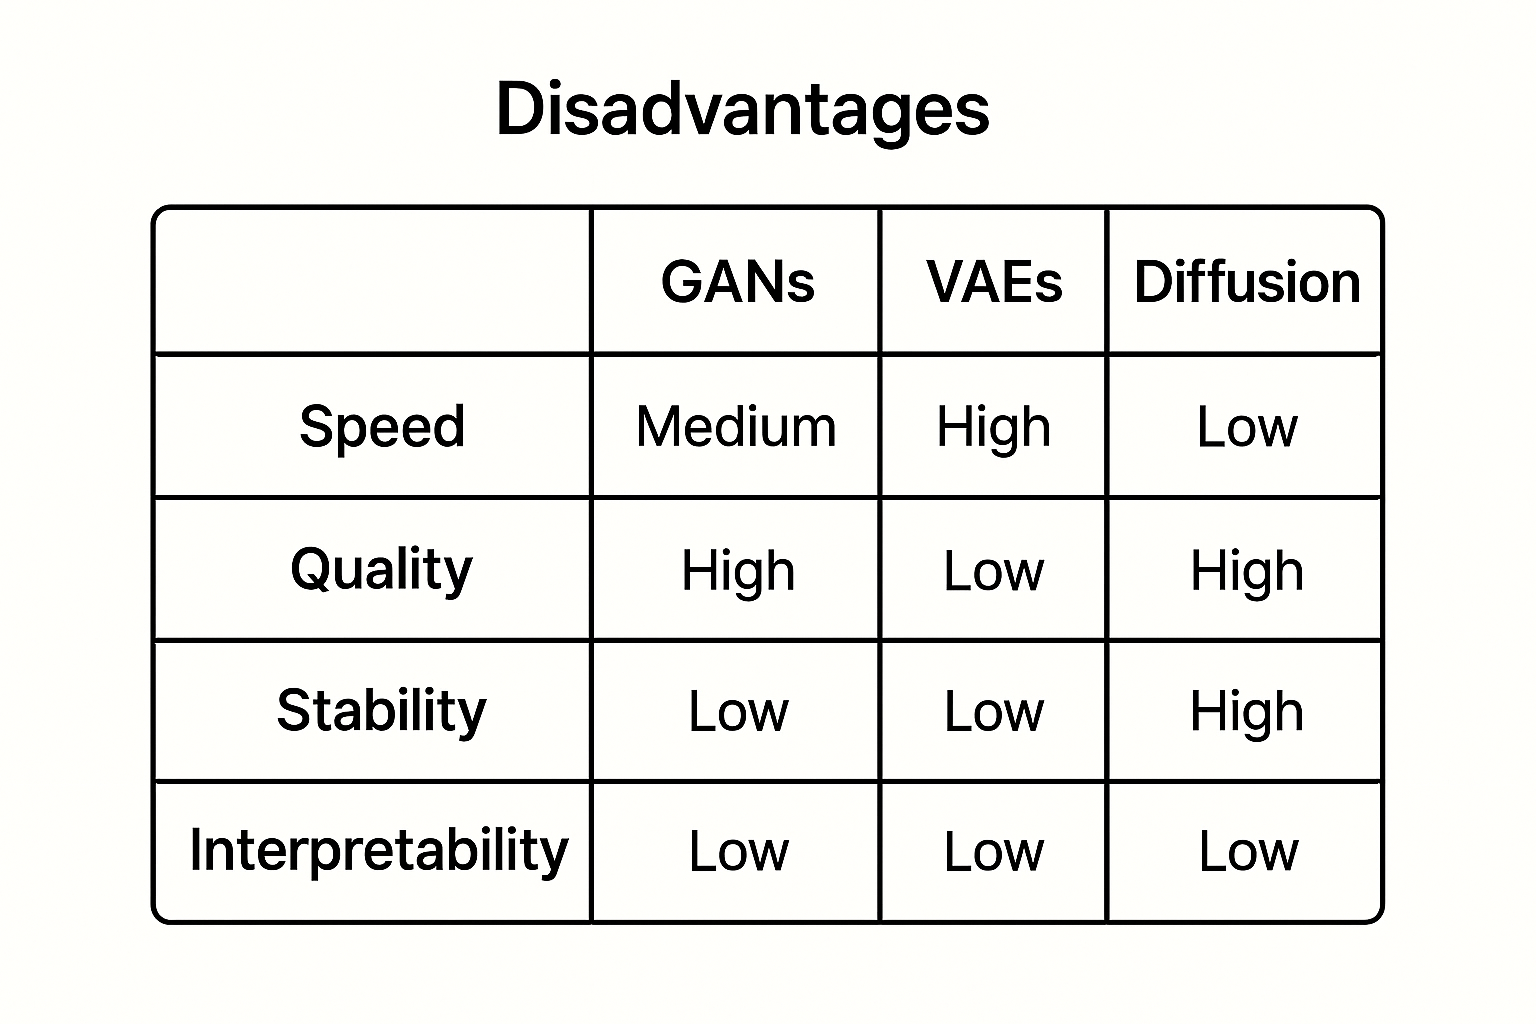 Disadvantages
GANs VAEs Diffusion
Speed Medium High Low
Quality High Low High
Stability Low Low High
Interpretability Low Low Low